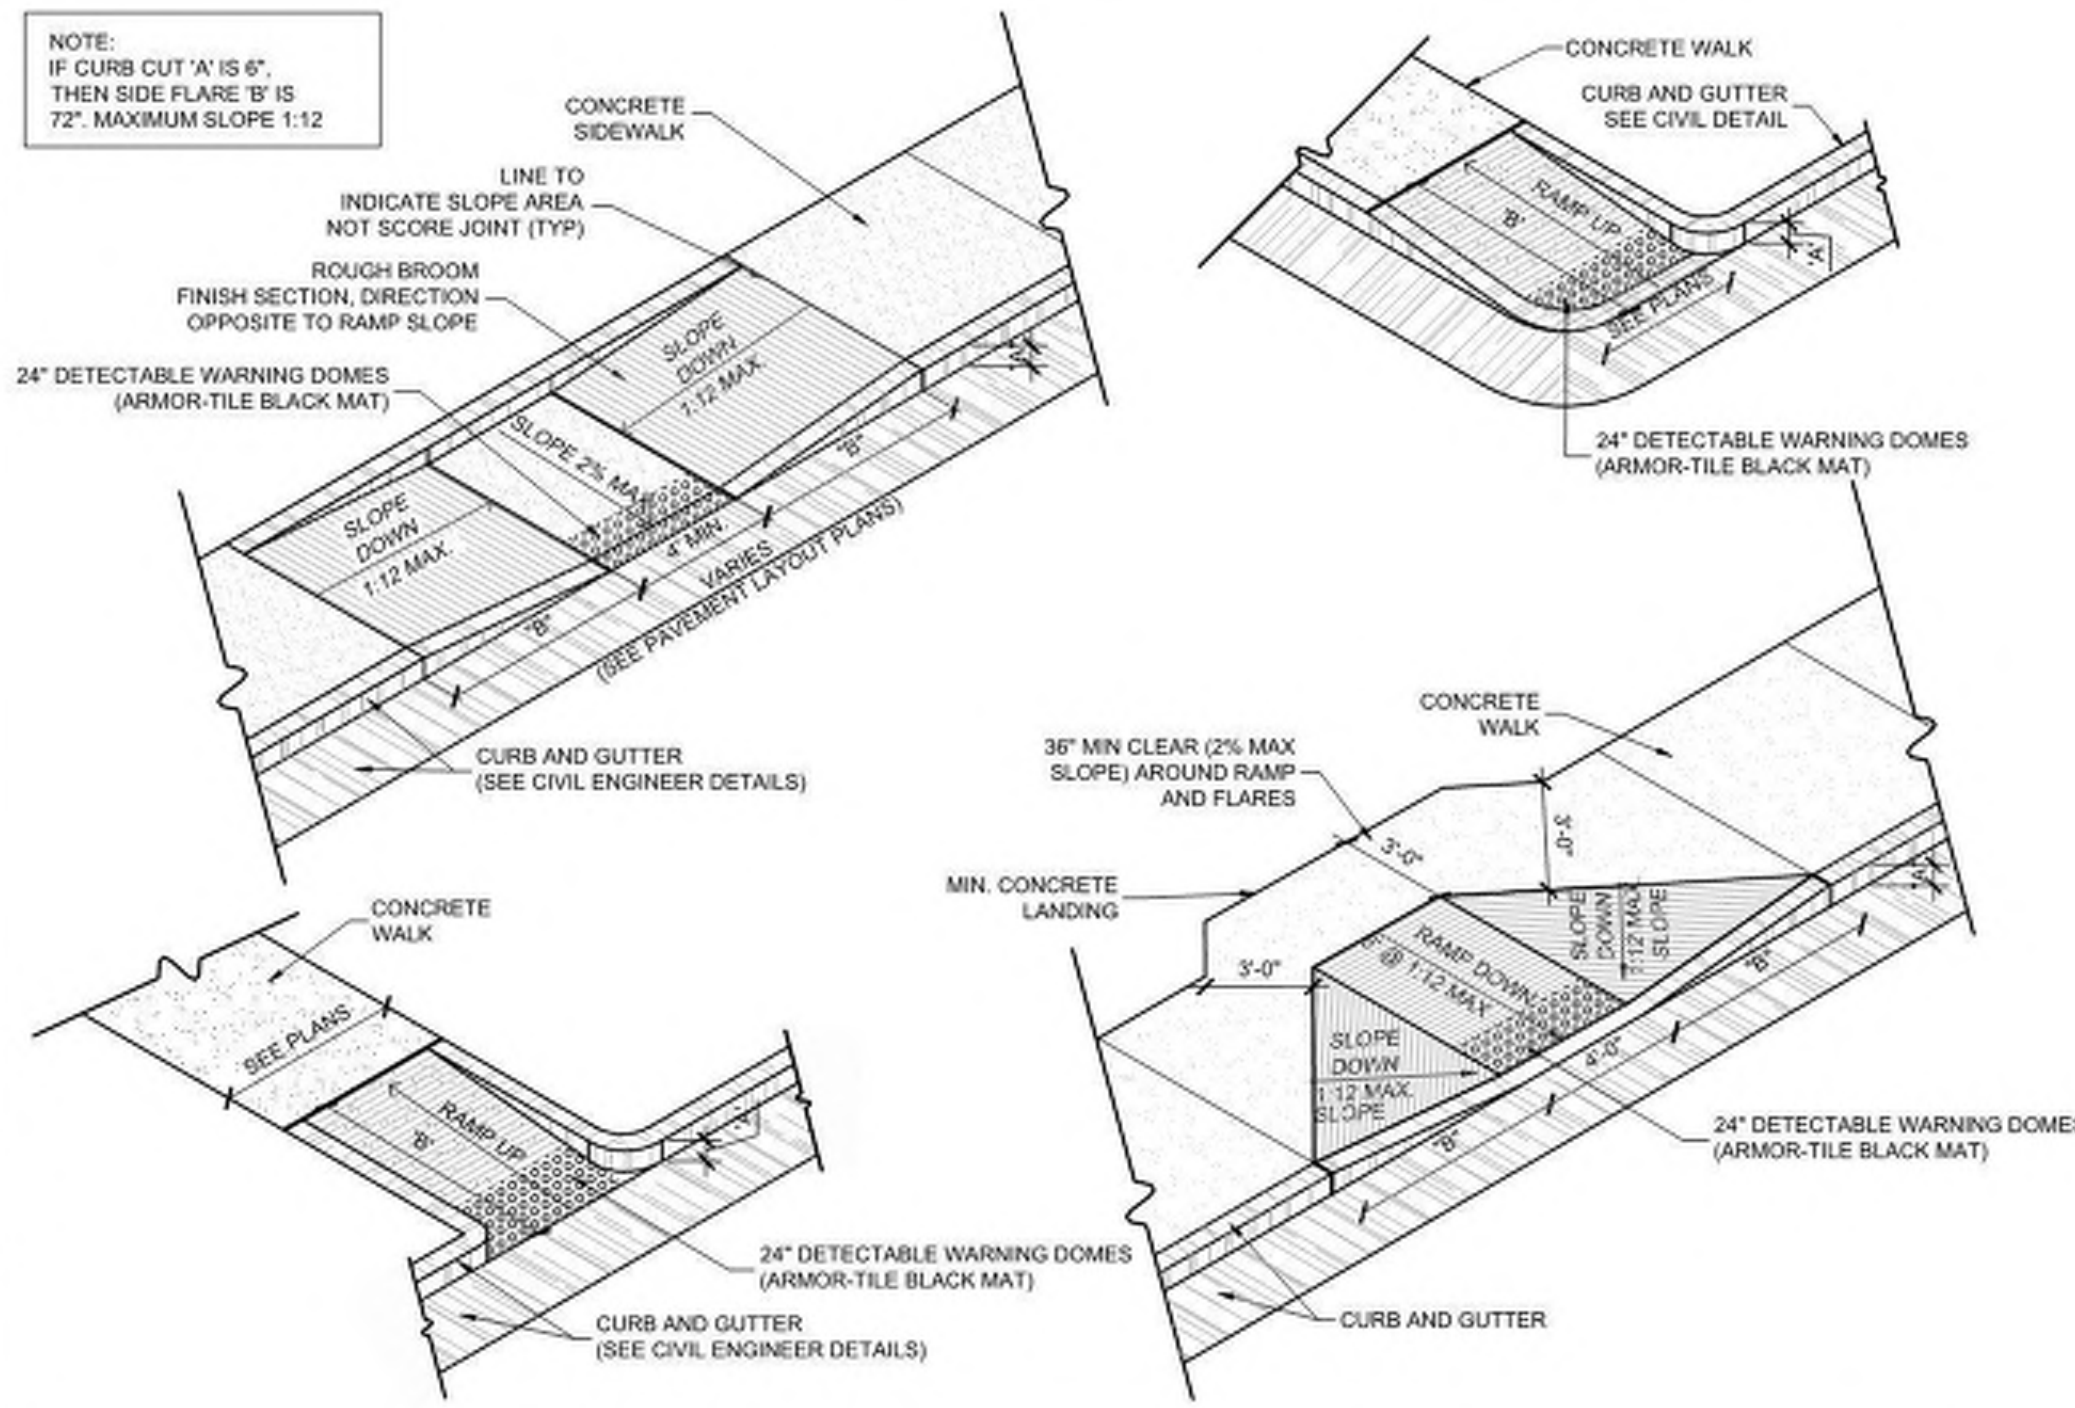 NOTE:
IF CURB CUT 'A' IS 6",
THEN SIDE FLARE 'B' IS
72". MAXIMUM SLOPE 1:12
CONCRETE
SIDEWALK
LINE TO
INDICATE SLOPE AREA
NOT SCORE JOINT (TYP)
ROUGH BROOM
FINISH SECTION, DIRECTION
OPPOSITE TO RAMP SLOPE
24" DETECTABLE WARNING DOMES
(ARMOR-TILE BLACK MAT)
SLOPE
DOWN
1:12 MAX.
SLOPE 2% MAX
SLOPE
DOWN
1:12 MAX.
"A"
"B"
4' MIN.
VARIES
(SEE PAVEMENT LAYOUT PLANS)
"B"
CURB AND GUTTER
(SEE CIVIL ENGINEER DETAILS)
CONCRETE WALK
CURB AND GUTTER
SEE CIVIL DETAIL
RAMP UP
'B'
'A'
SEE PLANS
24" DETECTABLE WARNING DOMES
(ARMOR-TILE BLACK MAT)
CONCRETE
WALK
SEE PLANS
RAMP UP
'B'
24" DETECTABLE WARNING DOMES
(ARMOR-TILE BLACK MAT)
CURB AND GUTTER
(SEE CIVIL ENGINEER DETAILS)
CONCRETE
WALK
36" MIN CLEAR (2% MAX
SLOPE) AROUND RAMP
AND FLARES
MIN. CONCRETE
LANDING
3'-0"
3'-0"
3'-0"
RAMP DOWN
@ 1:12 MAX
SLOPE
DOWN
1:12 MAX.
SLOPE
SLOPE
DOWN
1:12 MAX.
SLOPE
"A"
"B"
4'-0"
"B"
24" DETECTABLE WARNING DOMES
(ARMOR-TILE BLACK MAT)
CURB AND GUTTER